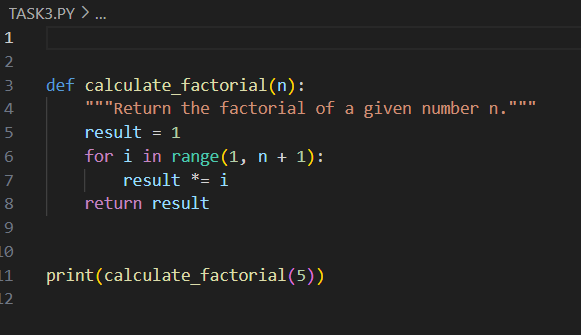 TASK3.PY > ...
1
2
3 def calculate_factorial(n):
4     """Return the factorial of a given number n."""
5     result = 1
6     for i in range(1, n + 1):
7         result *= i
8     return result
9
10
11 print(calculate_factorial(5))
12